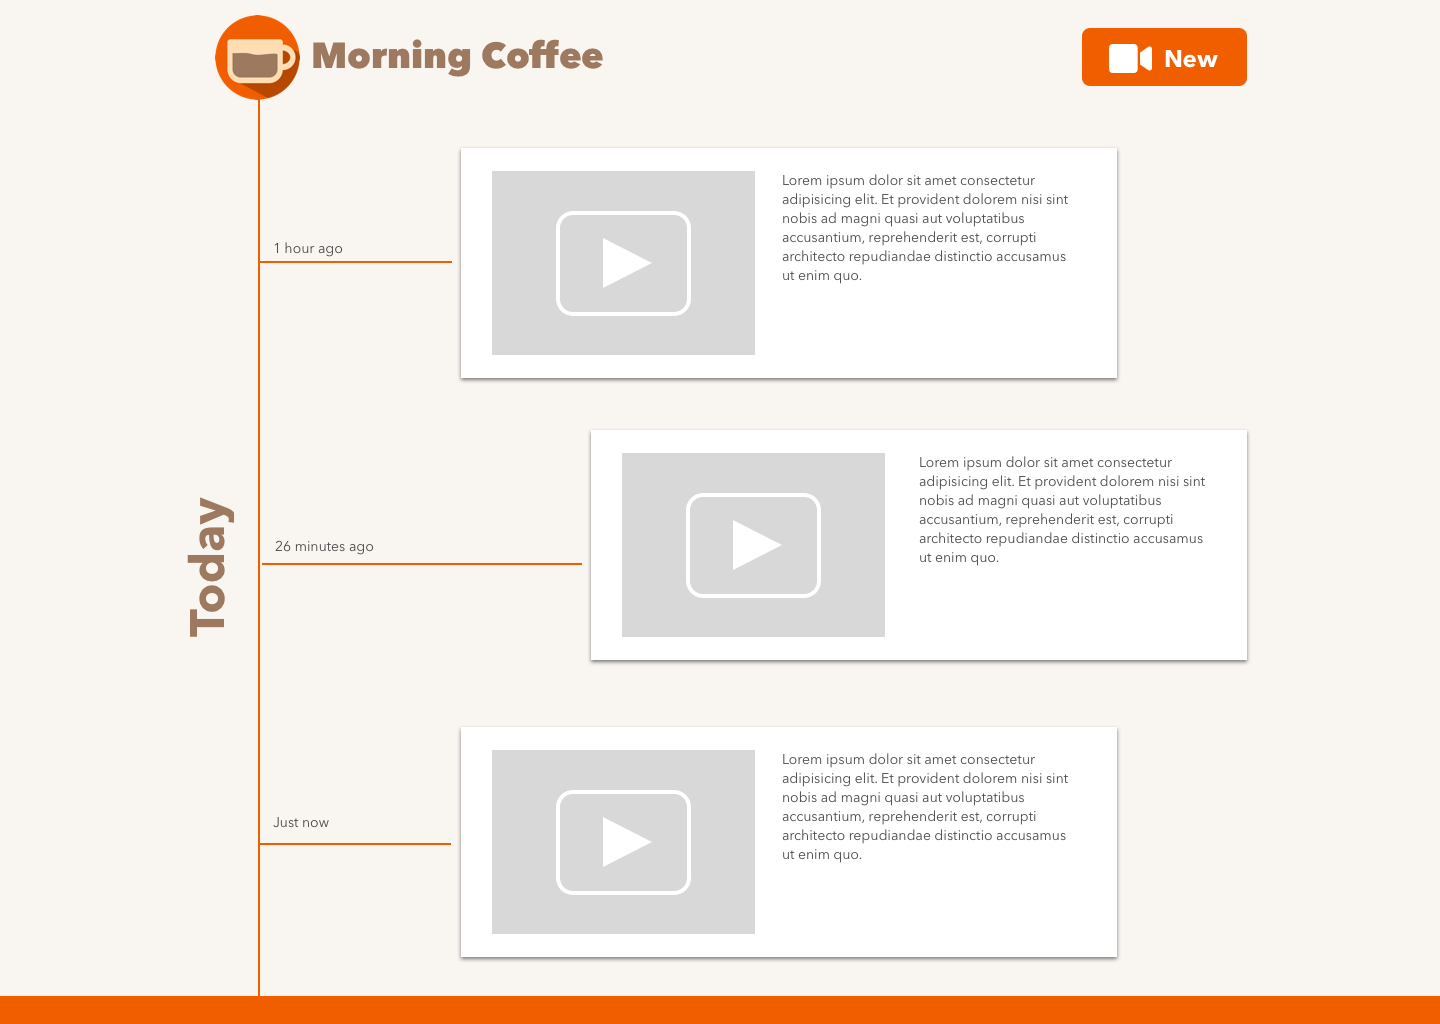 Morning Coffee
New
1 hour ago
Lorem ipsum dolor sit amet consectetur
adipisicing elit. Et provident dolorem nisi sint
nobis ad magni quasi aut voluptatibus
accusantium, reprehenderit est, corrupti
architecto repudiandae distinctio accusamus
ut enim quo.
Today
26 minutes ago
Lorem ipsum dolor sit amet consectetur
adipisicing elit. Et provident dolorem nisi sint
nobis ad magni quasi aut voluptatibus
accusantium, reprehenderit est, corrupti
architecto repudiandae distinctio accusamus
ut enim quo.
Just now
Lorem ipsum dolor sit amet consectetur
adipisicing elit. Et provident dolorem nisi sint
nobis ad magni quasi aut voluptatibus
accusantium, reprehenderit est, corrupti
architecto repudiandae distinctio accusamus
ut enim quo.